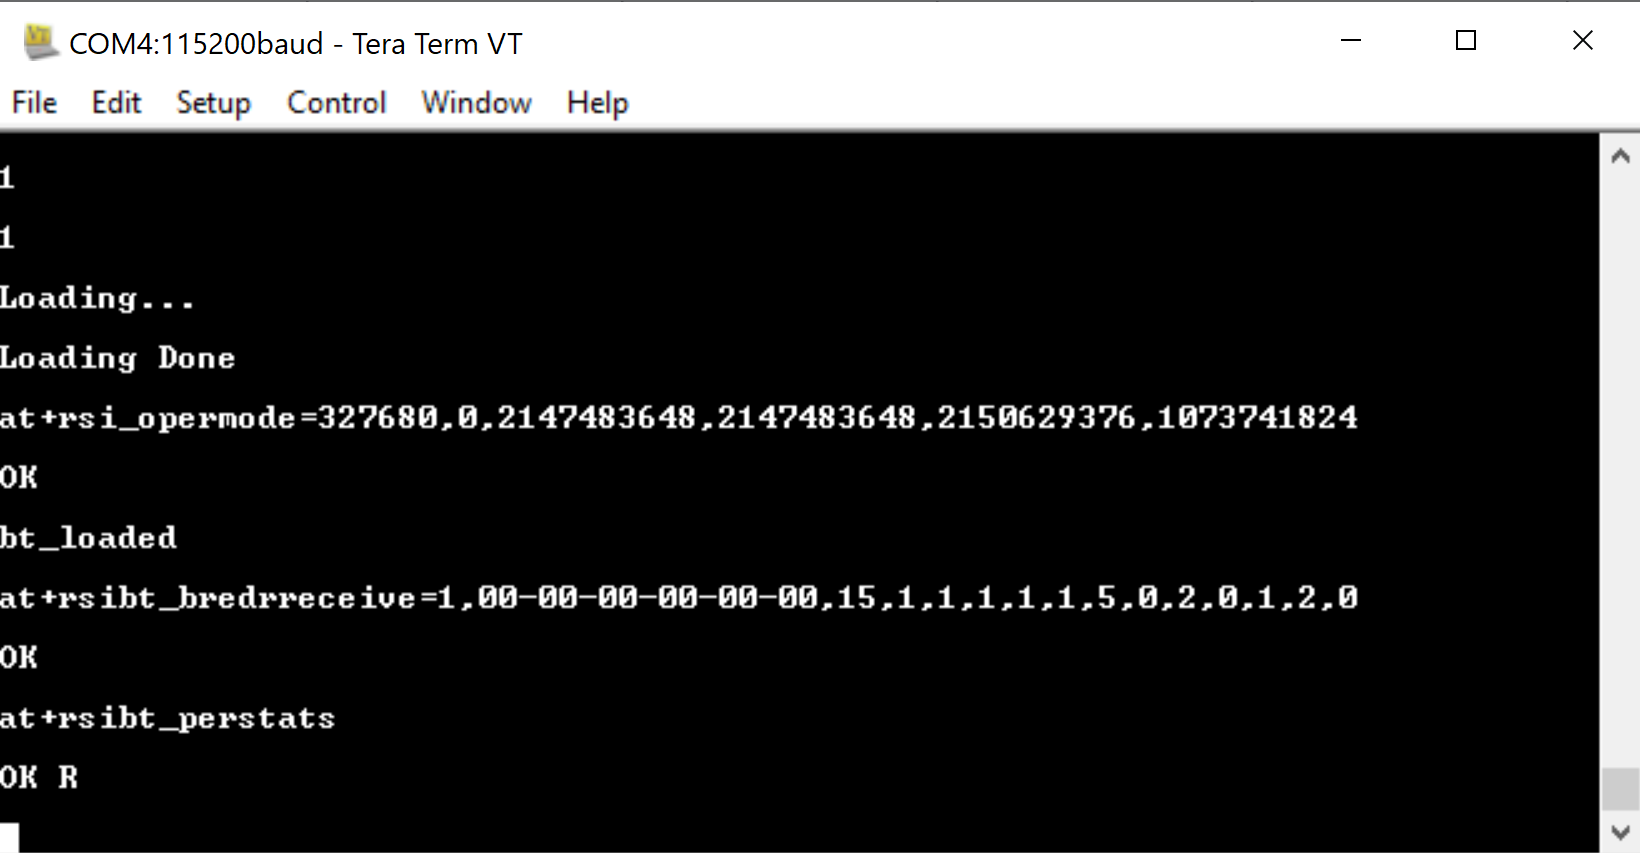 COM4:115200baud - Tera Term VT
File Edit Setup Control Window Help
1
1
Loading...
Loading Done
at+rsi_opermode=327680,0,2147483648,2147483648,2150629376,1073741824
OK
bt_loaded
at+rsibt_bredrreceive=1,00-00-00-00-00-00,15,1,1,1,1,1,5,0,2,0,1,2,0
OK
at+rsibt_perstats
OK R